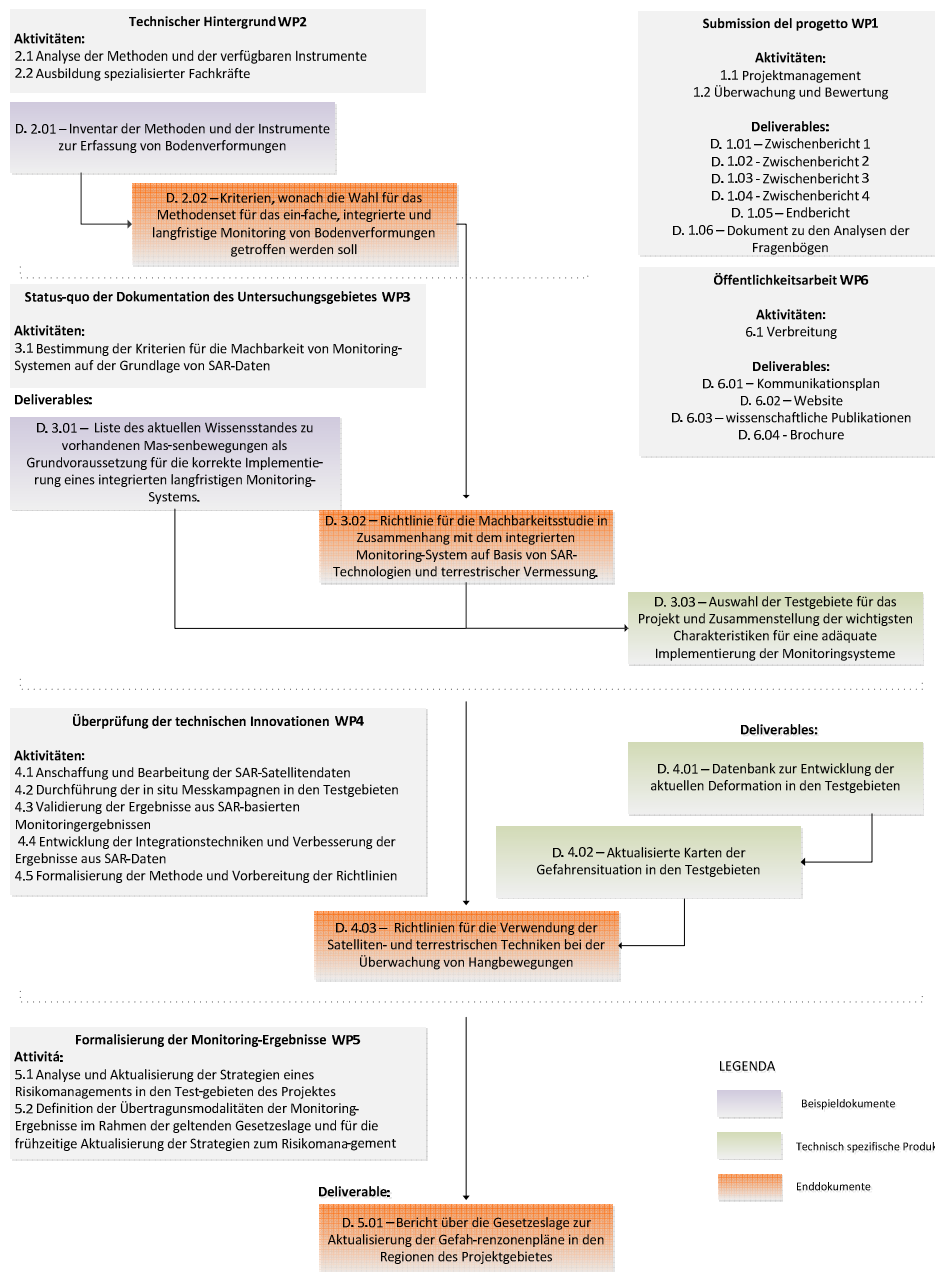 Technischer Hintergrund WP2
Aktivitäten:
2.1 Analyse der Methoden und der verfügbaren Instrumente
2.2 Ausbildung spezialisierter Fachkräfte
D. 2.01 – Inventar der Methoden und der Instrumente
zur Erfassung von Bodenverformungen
D. 2.02 – Kriterien, wonach die Wahl für das
Methodenset für das ein-fache, integrierte und
langfristige Monitoring von Bodenverformungen
getroffen werden soll
Submission del progetto WP1
Aktivitäten:
1.1 Projektmanagement
1.2 Überwachung und Bewertung
Deliverables:
D. 1.01 – Zwischenbericht 1
D. 1.02 - Zwischenbericht 2
D. 1.03 - Zwischenbericht 3
D. 1.04 - Zwischenbericht 4
D. 1.05 – Endbericht
D. 1.06 – Dokument zu den Analysen der
Fragenbögen
Öffentlichkeitsarbeit WP6
Aktivitäten:
6.1 Verbreitung
Deliverables:
D. 6.01 – Kommunikationsplan
D. 6.02 – Website
D. 6.03 – wissenschaftliche Publikationen
D. 6.04 - Brochure
Status-quo der Dokumentation des Untersuchungsgebietes WP3
Aktivitäten:
3.1 Bestimmung der Kriterien für die Machbarkeit von Monitoring-
Systemen auf der Grundlage von SAR-Daten
Deliverables:
D. 3.01 – Liste des aktuellen Wissensstandes zu
vorhandenen Mas-senbewegungen als
Grundvoraussetzung für die korrekte Implementie-
rung eines integrierten langfristigen Monitoring-
Systems.
D. 3.02 – Richtlinie für die Machbarkeitsstudie in
Zusammenhang mit dem integrierten
Monitoring-System auf Basis von SAR-
Technologien und terrestrischer Vermessung.
D. 3.03 – Auswahl der Testgebiete für das
Projekt und Zusammenstellung der wichtigsten
Charakteristiken für eine adäquate
Implementierung der Monitoringsysteme
Überprüfung der technischen Innovationen WP4
Aktivitäten:
4.1 Anschaffung und Bearbeitung der SAR-Satellitendaten
4.2 Durchführung der in situ Messkampagnen in den Testgebieten
4.3 Validierung der Ergebnisse aus SAR-basierten
Monitoringergebnissen
4.4 Entwicklung der Integrationstechniken und Verbesserung der
Ergebnisse aus SAR-Daten
4.5 Formalisierung der Methode und Vorbereitung der Richtlinien
Deliverables:
D. 4.01 – Datenbank zur Entwicklung der
aktuellen Deformation in den Testgebieten
D. 4.02 – Aktualisierte Karten der
Gefahrensituation in den Testgebieten
D. 4.03 – Richtlinien für die Verwendung der
Satelliten- und terrestrischen Techniken bei der
Überwachung von Hangbewegungen
Formalisierung der Monitoring-Ergebnisse WP5
Attivitá:
5.1 Analyse und Aktualisierung der Strategien eines
Risikomanagements in den Test-gebieten des Projektes
5.2 Definition der Übertragunsmodalitäten der Monitoring-
Ergebnisse im Rahmen der geltenden Gesetzeslage und für die
frühzeitige Aktualisierung der Strategien zum Risikomana-gement
Deliverable:
D. 5.01 – Bericht über die Gesetzeslage zur
Aktualisierung der Gefah-renzonenpläne in den
Regionen des Projektgebietes
LEGENDA
Beispieldokumente
Technisch spezifische Produk
Enddokumente